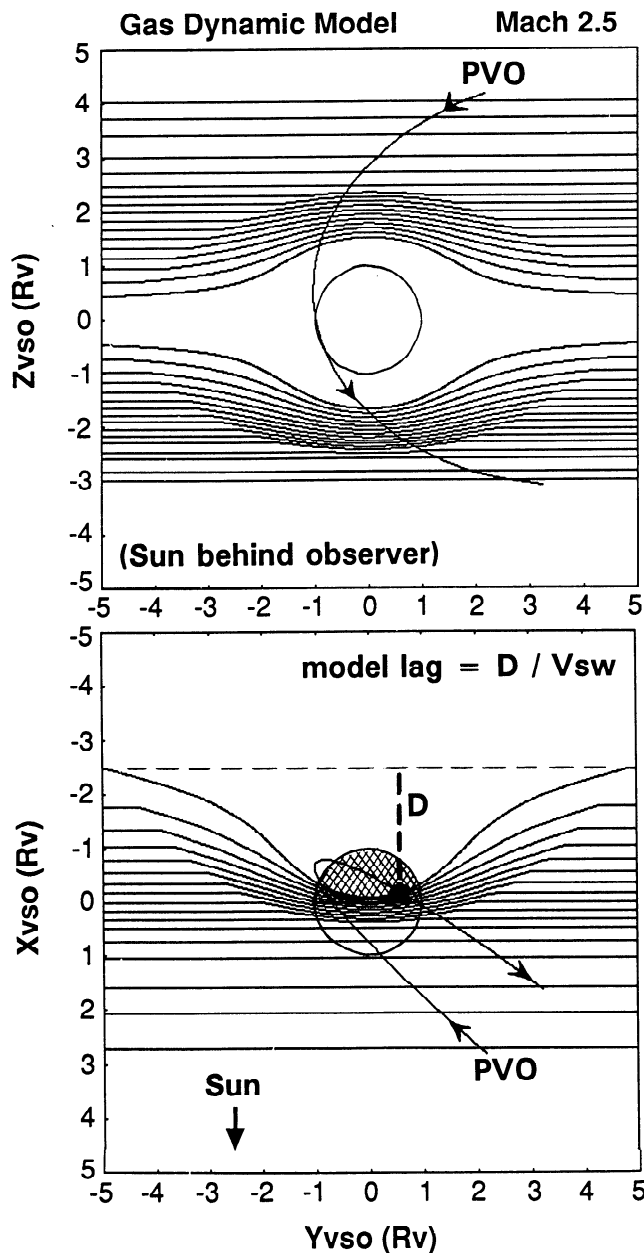 Gas Dynamic Model Mach 2.5
5
PVO
4
3
2
1
0
-1
-2
-3
-4
-5
Zvso (Rv)
(Sun behind observer)
-5 -4 -3 -2 -1 0 1 2 3 4 5
-5
model lag = D / Vsw
-4
-3
-2
D
-1
0
1
2
3
4
5
Xvso (Rv)
PVO
Sun
-5 -4 -3 -2 -1 0 1 2 3 4 5
Yvso (Rv)